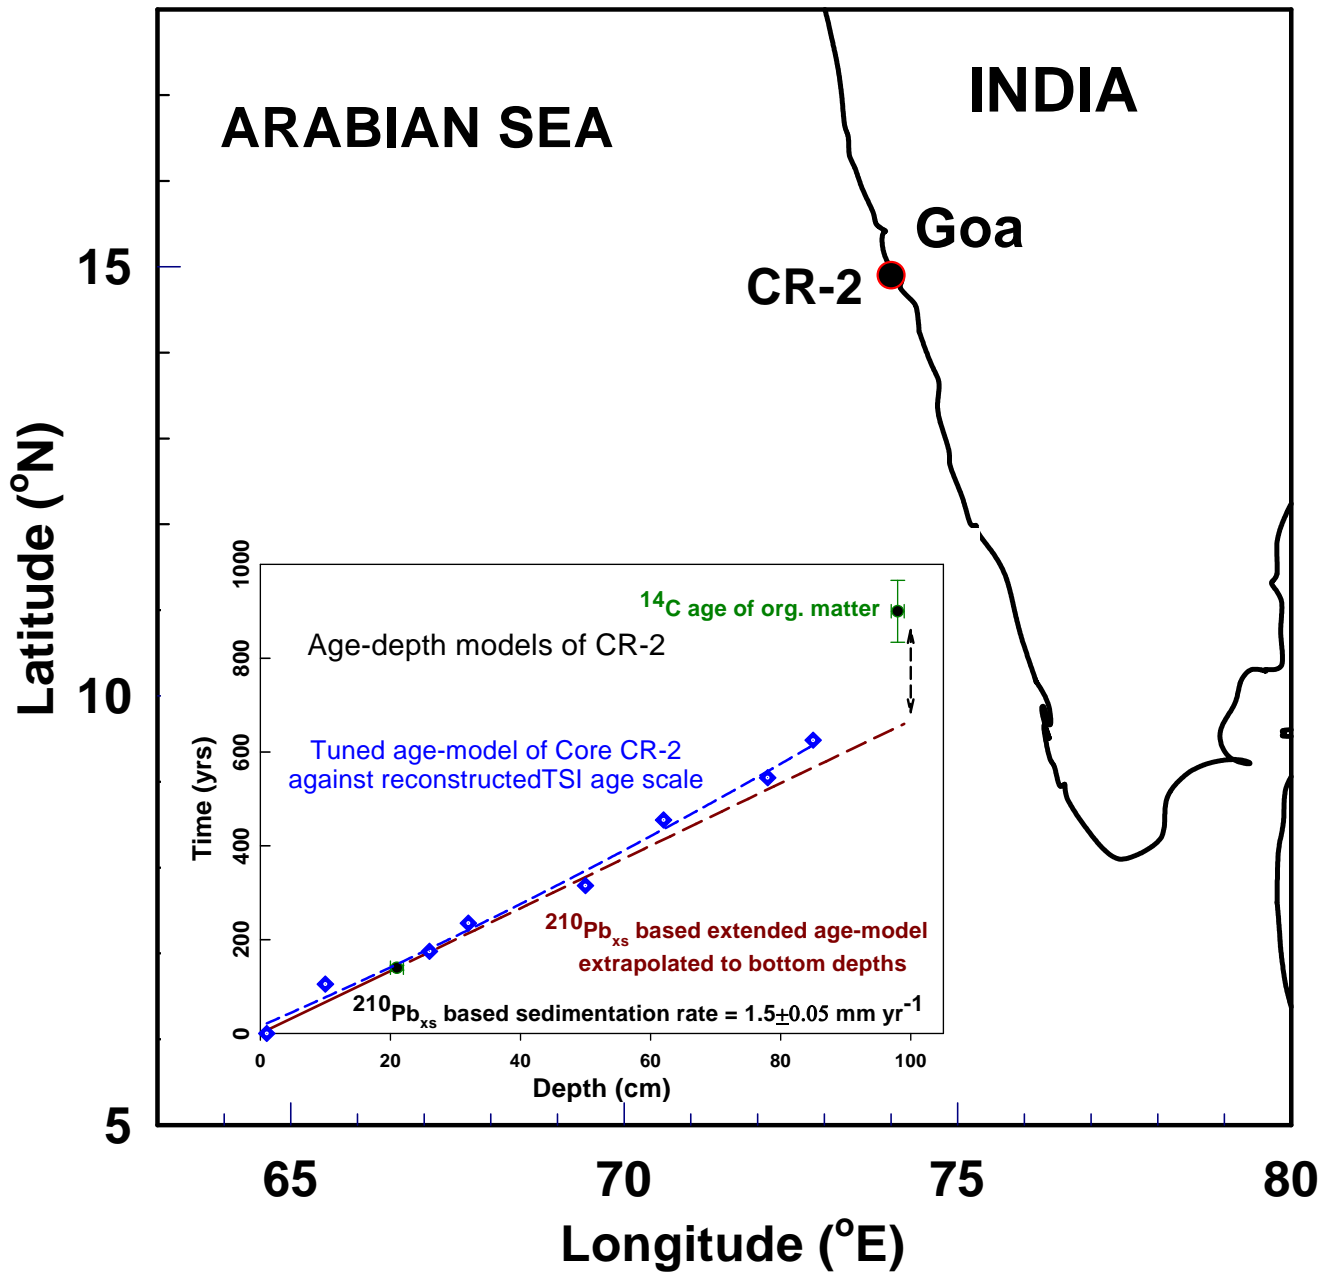 INDIA
ARABIAN SEA
Goa
CR-2
15
10
5
Latitude (°N)
1000
800
600
400
200
0
Time (yrs)
¹⁴C age of org. matter
Age-depth models of CR-2
Tuned age-model of Core CR-2
against reconstructedTSI age scale
²¹⁰Pbₓₛ based extended age-model
extrapolated to bottom depths
²¹⁰Pbₓₛ based sedimentation rate = 1.5±0.05 mm yr⁻¹
0 20 40 60 80 100
Depth (cm)
65 70 75 80
Longitude (°E)